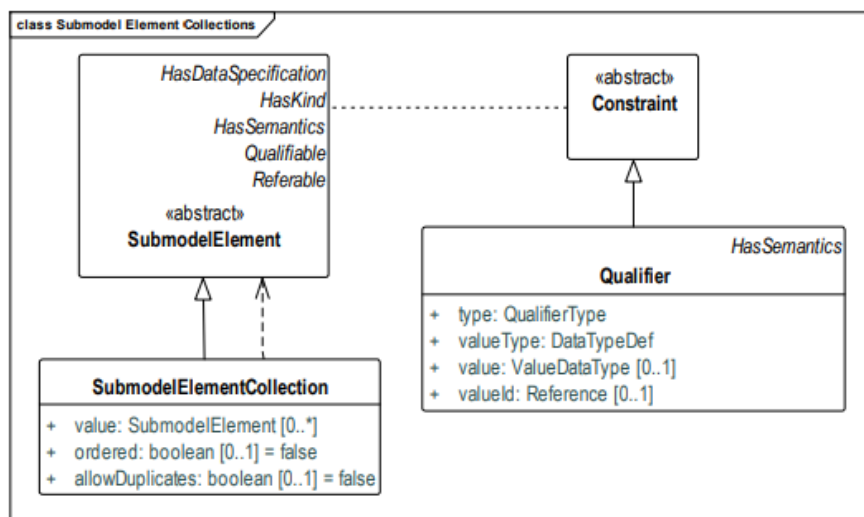 class Submodel Element Collections
HasDataSpecification
HasKind
HasSemantics
Qualifiable
Referable
«abstract»
SubmodelElement
«abstract»
Constraint
HasSemantics
Qualifier
+ type: QualifierType
+ valueType: DataTypeDef
+ value: ValueDataType [0..1]
+ valueId: Reference [0..1]
SubmodelElementCollection
+ value: SubmodelElement [0..*]
+ ordered: boolean [0..1] = false
+ allowDuplicates: boolean [0..1] = false